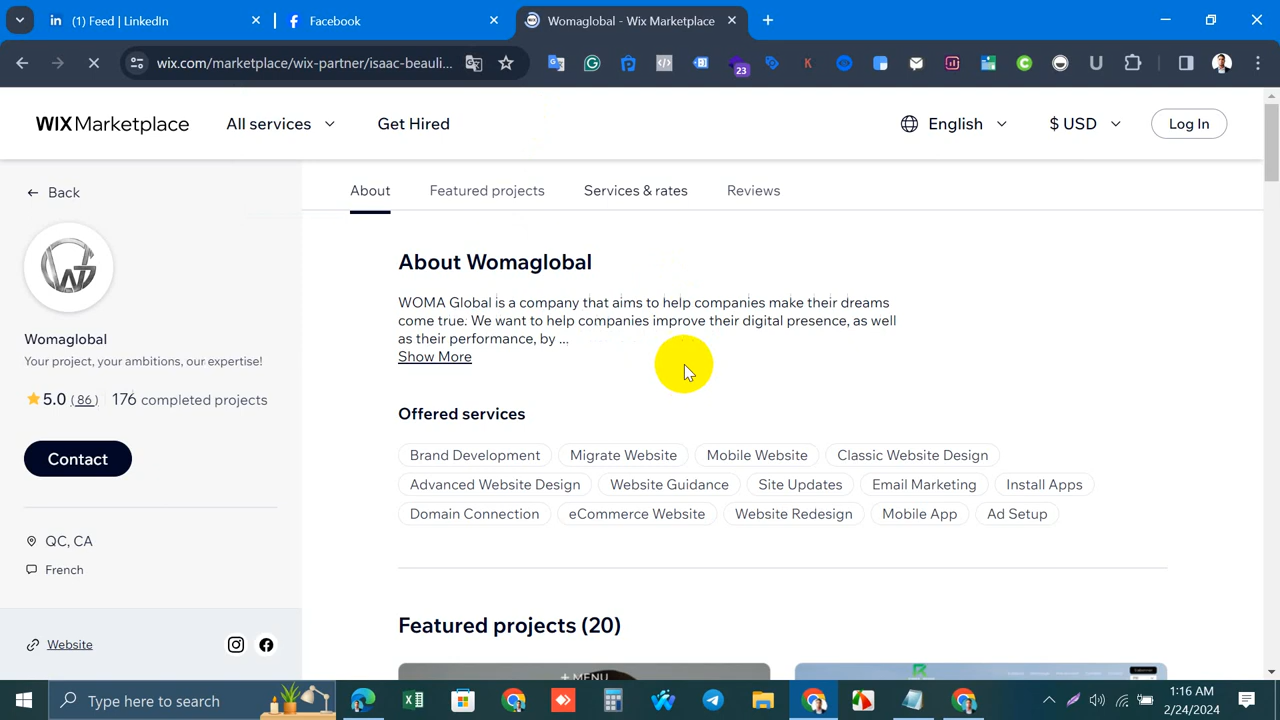 (1) Feed | LinkedIn
Facebook
Womaglobal - Wix Marketplace
wix.com/marketplace/wix-partner/isaac-beauli...
23
WIX Marketplace
All services
Get Hired
English
$ USD
Log In
Back
About
Featured projects
Services & rates
Reviews
Womaglobal
Your project, your ambitions, our expertise!
5.0 (86) 176 completed projects
Contact
QC, CA
French
Website
About Womaglobal
WOMA Global is a company that aims to help companies make their dreams
come true. We want to help companies improve their digital presence, as well
as their performance, by ...
Show More
Offered services
Brand Development
Migrate Website
Mobile Website
Classic Website Design
Advanced Website Design
Website Guidance
Site Updates
Email Marketing
Install Apps
Domain Connection
eCommerce Website
Website Redesign
Mobile App
Ad Setup
Featured projects (20)
+ MENU
Type here to search
1:16 AM
2/24/2024